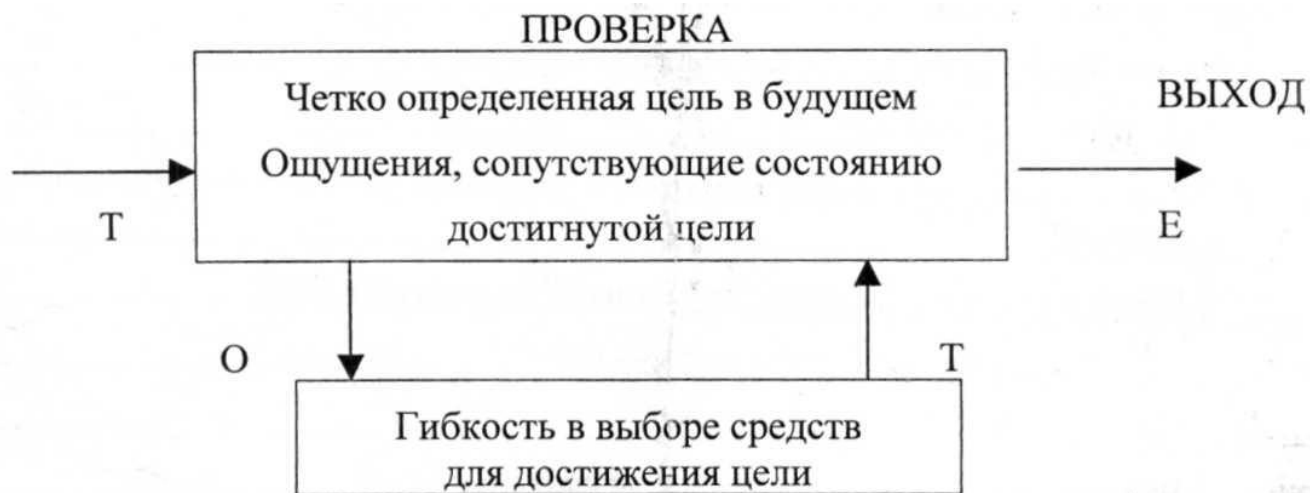 ПРОВЕРКА
Четко определенная цель в будущем
ВЫХОД
Ощущения, сопутствующие состоянию
Т
достигнутой цели
Е
О
Т
Гибкость в выборе средств
для достижения цели